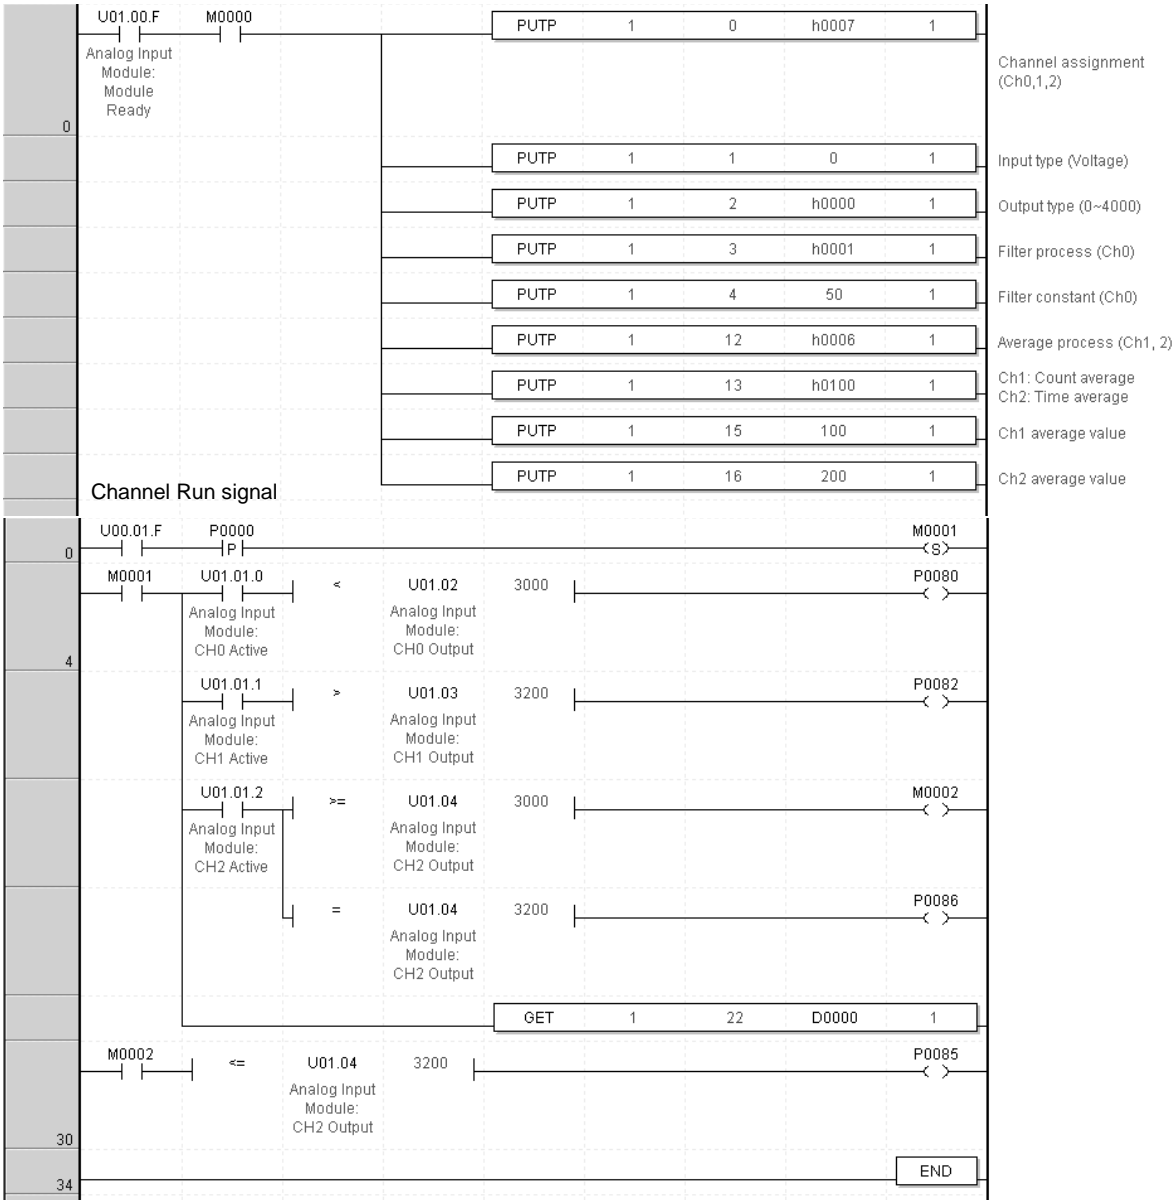 U01.00.F M0000 PUTP 1 0 h0007 1
Analog Input
Module:
Module
Ready
Channel assignment
(Ch0,1,2)
0
PUTP 1 1 0 1 Input type (Voltage)
PUTP 1 2 h0000 1 Output type (0~4000)
PUTP 1 3 h0001 1 Filter process (Ch0)
PUTP 1 4 50 1 Filter constant (Ch0)
PUTP 1 12 h0006 1 Average process (Ch1, 2)
PUTP 1 13 h0100 1
Ch1: Count average
Ch2: Time average
PUTP 1 15 100 1 Ch1 average value
PUTP 1 16 200 1 Ch2 average value
Channel Run signal
U00.01.F P0000 M0001
0 P S
M0001 U01.01.0 < U01.02 3000 P0080
Analog Input Analog Input
Module: Module:
CH0 Active CH0 Output
4
U01.01.1 > U01.03 3200 P0082
Analog Input Analog Input
Module: Module:
CH1 Active CH1 Output
U01.01.2 >= U01.04 3000 M0002
Analog Input Analog Input
Module: Module:
CH2 Active CH2 Output
= U01.04 3200 P0086
Analog Input
Module:
CH2 Output
GET 1 22 D0000 1
M0002 <= U01.04 3200 P0085
Analog Input
Module:
CH2 Output
30
END
34